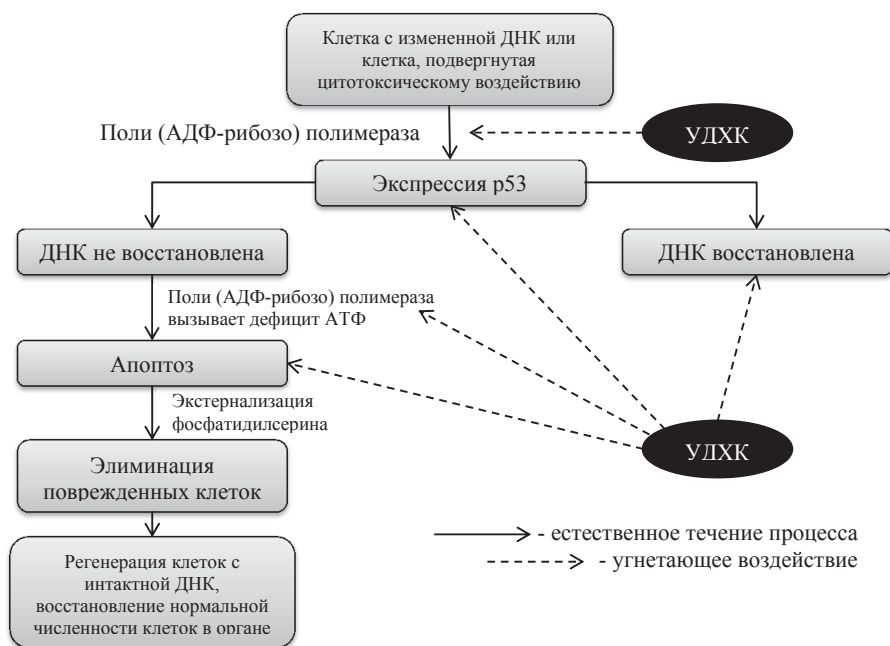 Клетка с измененной ДНК или
клетка, подвергнутая
цитотоксическому воздействию
Поли (АДФ-рибозо) полимераза
УДХК
Экспрессия p53
ДНК не восстановлена
ДНК восстановлена
Поли (АДФ-рибозо) полимераза
вызывает дефицит АТФ
Апоптоз
Экстернализация
фосфатидилсерина
УДХК
Элиминация
поврежденных клеток
- естественное течение процесса
- угнетающее воздействие
Регенерация клеток с
интактной ДНК,
восстановление нормальной
численности клеток в органе